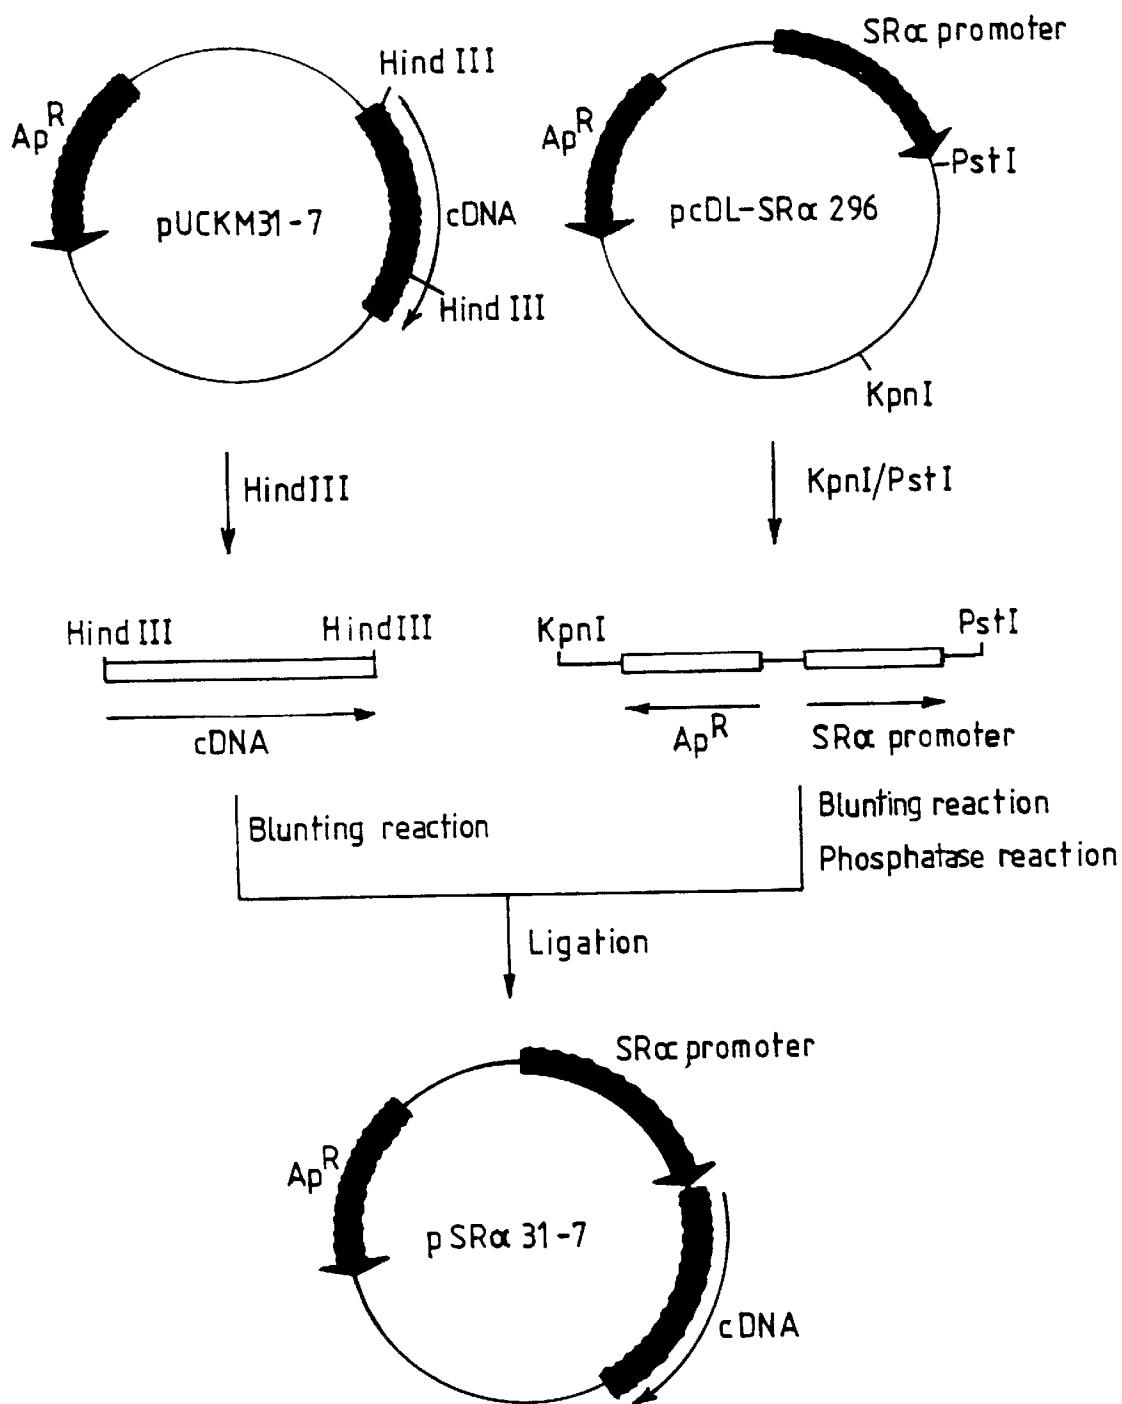 SRα promoter
Hind III
Ap^R
Ap^R
PstI
cDNA
pUCKM31-7
pcDL-SRα 296
Hind III
KpnI
HindIII
KpnI/PstI
Hind III
HindIII
KpnI
PstI
cDNA
Ap^R
SRα promoter
Blunting reaction
Blunting reaction
Phosphatase reaction
Ligation
SRα promoter
Ap^R
pSRα 31-7
cDNA